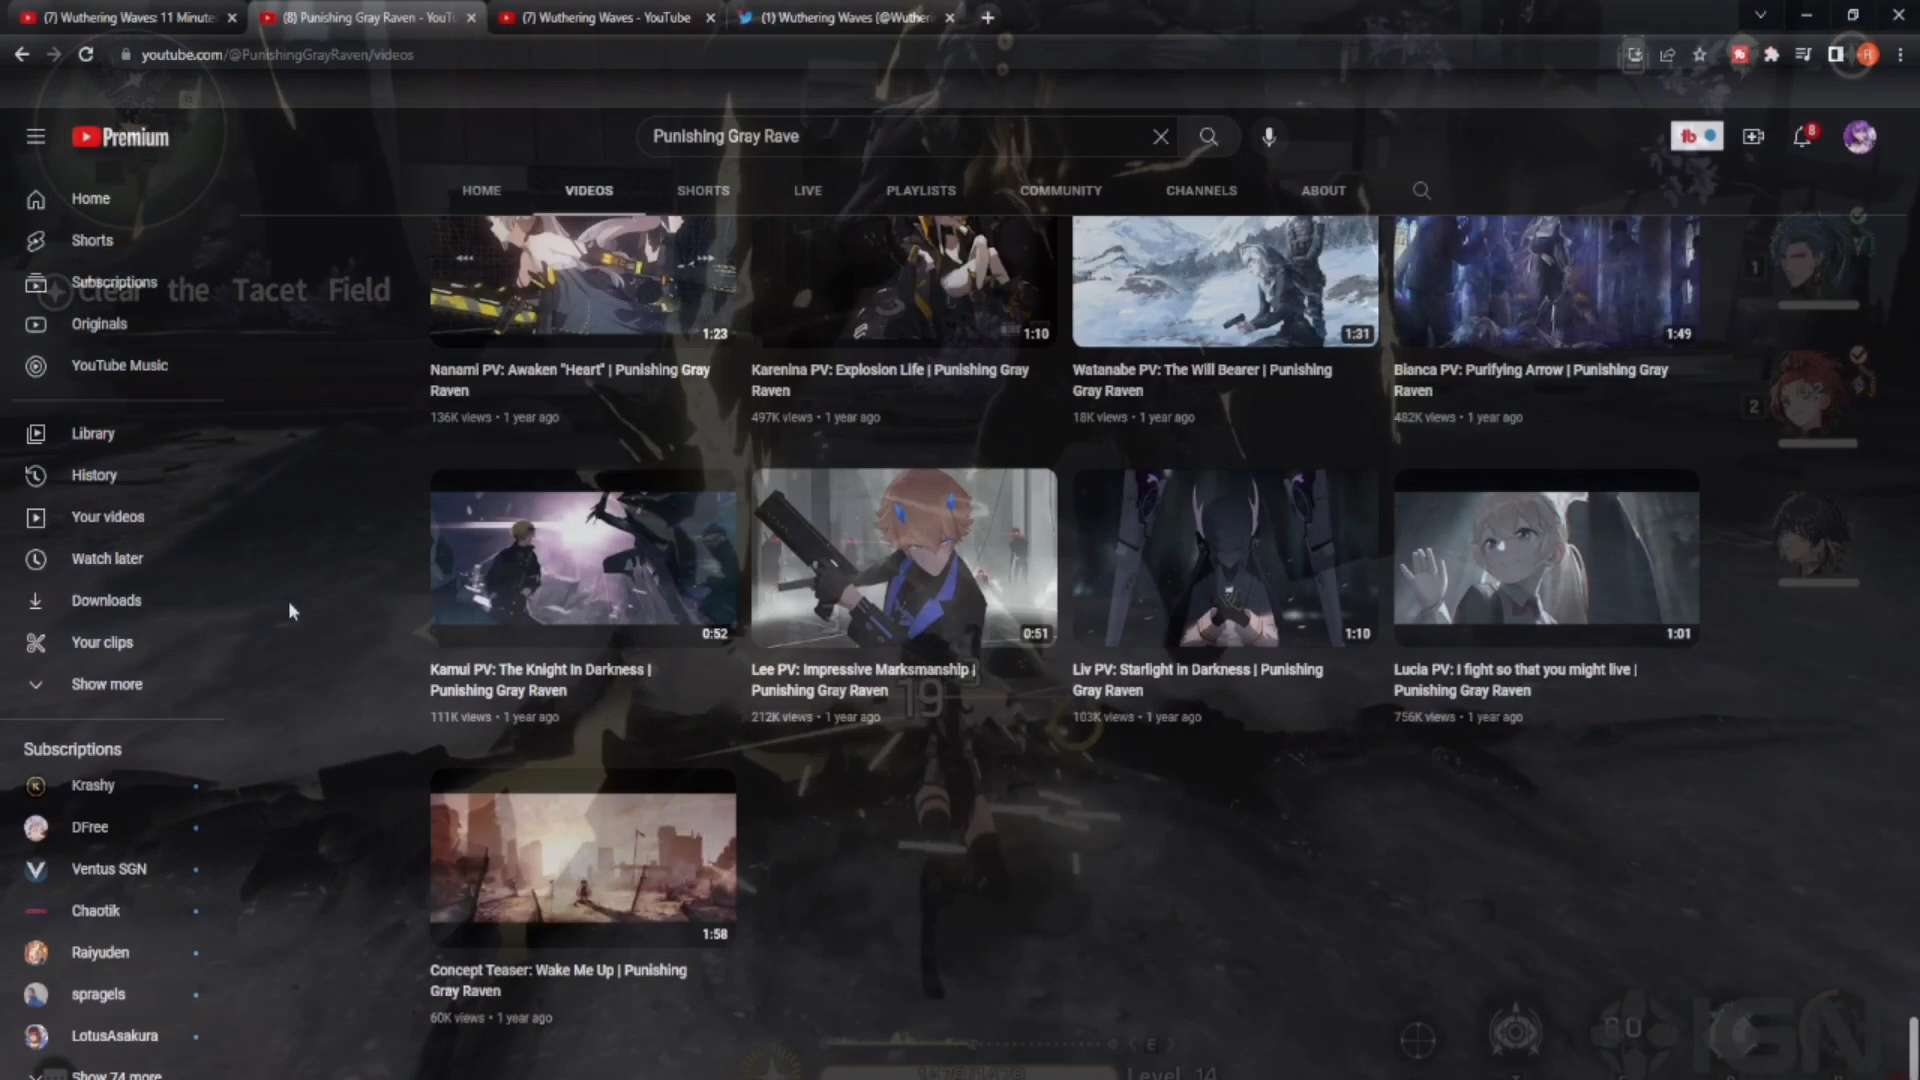 (7) Wuthering Waves: 11 Minute
(8) Punishing Gray Raven - YouT
(7) Wuthering Waves - YouTube
(1) Wuthering Waves (@Wuther
youtube.com/@PunishingGrayRaven/videos
Premium
Punishing Gray Rave
8
HOME
VIDEOS
SHORTS
LIVE
PLAYLISTS
COMMUNITY
CHANNELS
ABOUT
Home
Shorts
Subscriptions
Clear the Tacet Field
Originals
YouTube Music
Library
History
Your videos
Watch later
Downloads
Your clips
Show more
Subscriptions
Krashy
DFree
Ventus SGN
Chaotik
Raiyuden
spragels
LotusAsakura
Show 74 more
1:23
1:10
1:31
1:49
Nanami PV: Awaken "Heart" | Punishing Gray
Raven
136K views • 1 year ago
Karenina PV: Explosion Life | Punishing Gray
Raven
497K views • 1 year ago
Watanabe PV: The Will Bearer | Punishing
Gray Raven
18K views • 1 year ago
Bianca PV: Purifying Arrow | Punishing Gray
Raven
482K views • 1 year ago
0:52
0:51
1:10
1:01
Kamui PV: The Knight In Darkness |
Punishing Gray Raven
111K views • 1 year ago
Lee PV: Impressive Marksmanship |
Punishing Gray Raven
212K views • 1 year ago
Liv PV: Starlight in Darkness | Punishing
Gray Raven
103K views • 1 year ago
Lucia PV: I fight so that you might live |
Punishing Gray Raven
756K views • 1 year ago
1:58
Concept Teaser: Wake Me Up | Punishing
Gray Raven
60K views • 1 year ago
1
2
19
E
Level 14
IGN